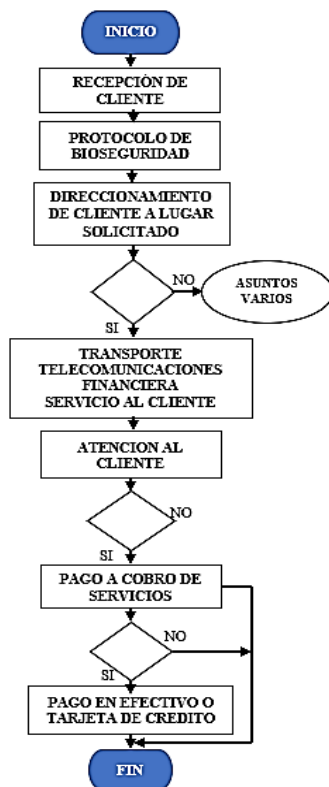 INICIO
RECEPCIÓN DE
CLIENTE
PROTOCOLO DE
BIOSEGURIDAD
DIRECCIONAMIENTO
DE CLIENTE A LUGAR
SOLICITADO
NO
ASUNTOS
VARIOS
SI
TRANSPORTE
TELECOMUNICACIONES
FINANCIERA
SERVICIO AL CLIENTE
ATENCION AL
CLIENTE
NO
SI
PAGO A COBRO DE
SERVICIOS
NO
SI
PAGO EN EFECTIVO O
TARJETA DE CREDITO
FIN